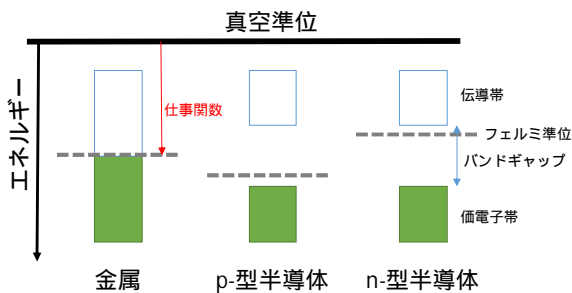 真空準位
エネルギー
仕事関数
伝導帯
フェルミ準位
バンドギャップ
価電子帯
金属
p-型半導体
n-型半導体